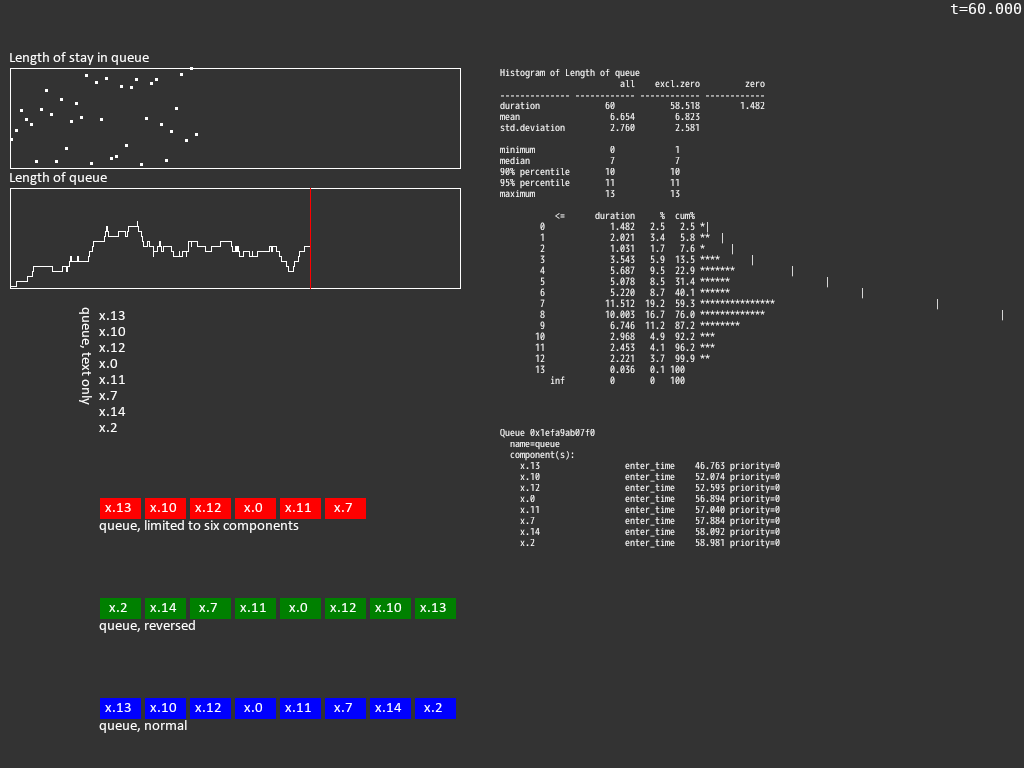 t=60.000
Length of stay in queue
Length of queue
queue, text only
x.13
x.10
x.12
x.0
x.11
x.7
x.14
x.2
x.13 x.10 x.12 x.0 x.11 x.7
queue, limited to six components
x.2 x.14 x.7 x.11 x.0 x.12 x.10 x.13
queue, reversed
x.13 x.10 x.12 x.0 x.11 x.7 x.14 x.2
queue, normal
Histogram of Length of queue
all excl.zero zero
-------------- ------------ ------------ ------------
duration 60 58.518 1.482
mean 6.654 6.823
std.deviation 2.760 2.581
minimum 0 1
median 7 7
90% percentile 10 10
95% percentile 11 11
maximum 13 13
<= duration % cum%
0 1.482 2.5 2.5 *|
1 2.021 3.4 5.8 ** |
2 1.031 1.7 7.6 * |
3 3.543 5.9 13.5 **** |
4 5.687 9.5 22.9 ******* |
5 5.078 8.5 31.4 ****** |
6 5.220 8.7 40.1 ****** |
7 11.512 19.2 59.3 *************** |
8 10.003 16.7 76.0 ************* |
9 6.746 11.2 87.2 ********
10 2.968 4.9 92.2 ***
11 2.453 4.1 96.2 ***
12 2.221 3.7 99.9 **
13 0.036 0.1 100
inf 0 0 100
Queue 0x1efa9ab07f0
name=queue
component(s):
x.13 enter_time 46.763 priority=0
x.10 enter_time 52.074 priority=0
x.12 enter_time 52.593 priority=0
x.0 enter_time 56.894 priority=0
x.11 enter_time 57.040 priority=0
x.7 enter_time 57.884 priority=0
x.14 enter_time 58.092 priority=0
x.2 enter_time 58.981 priority=0